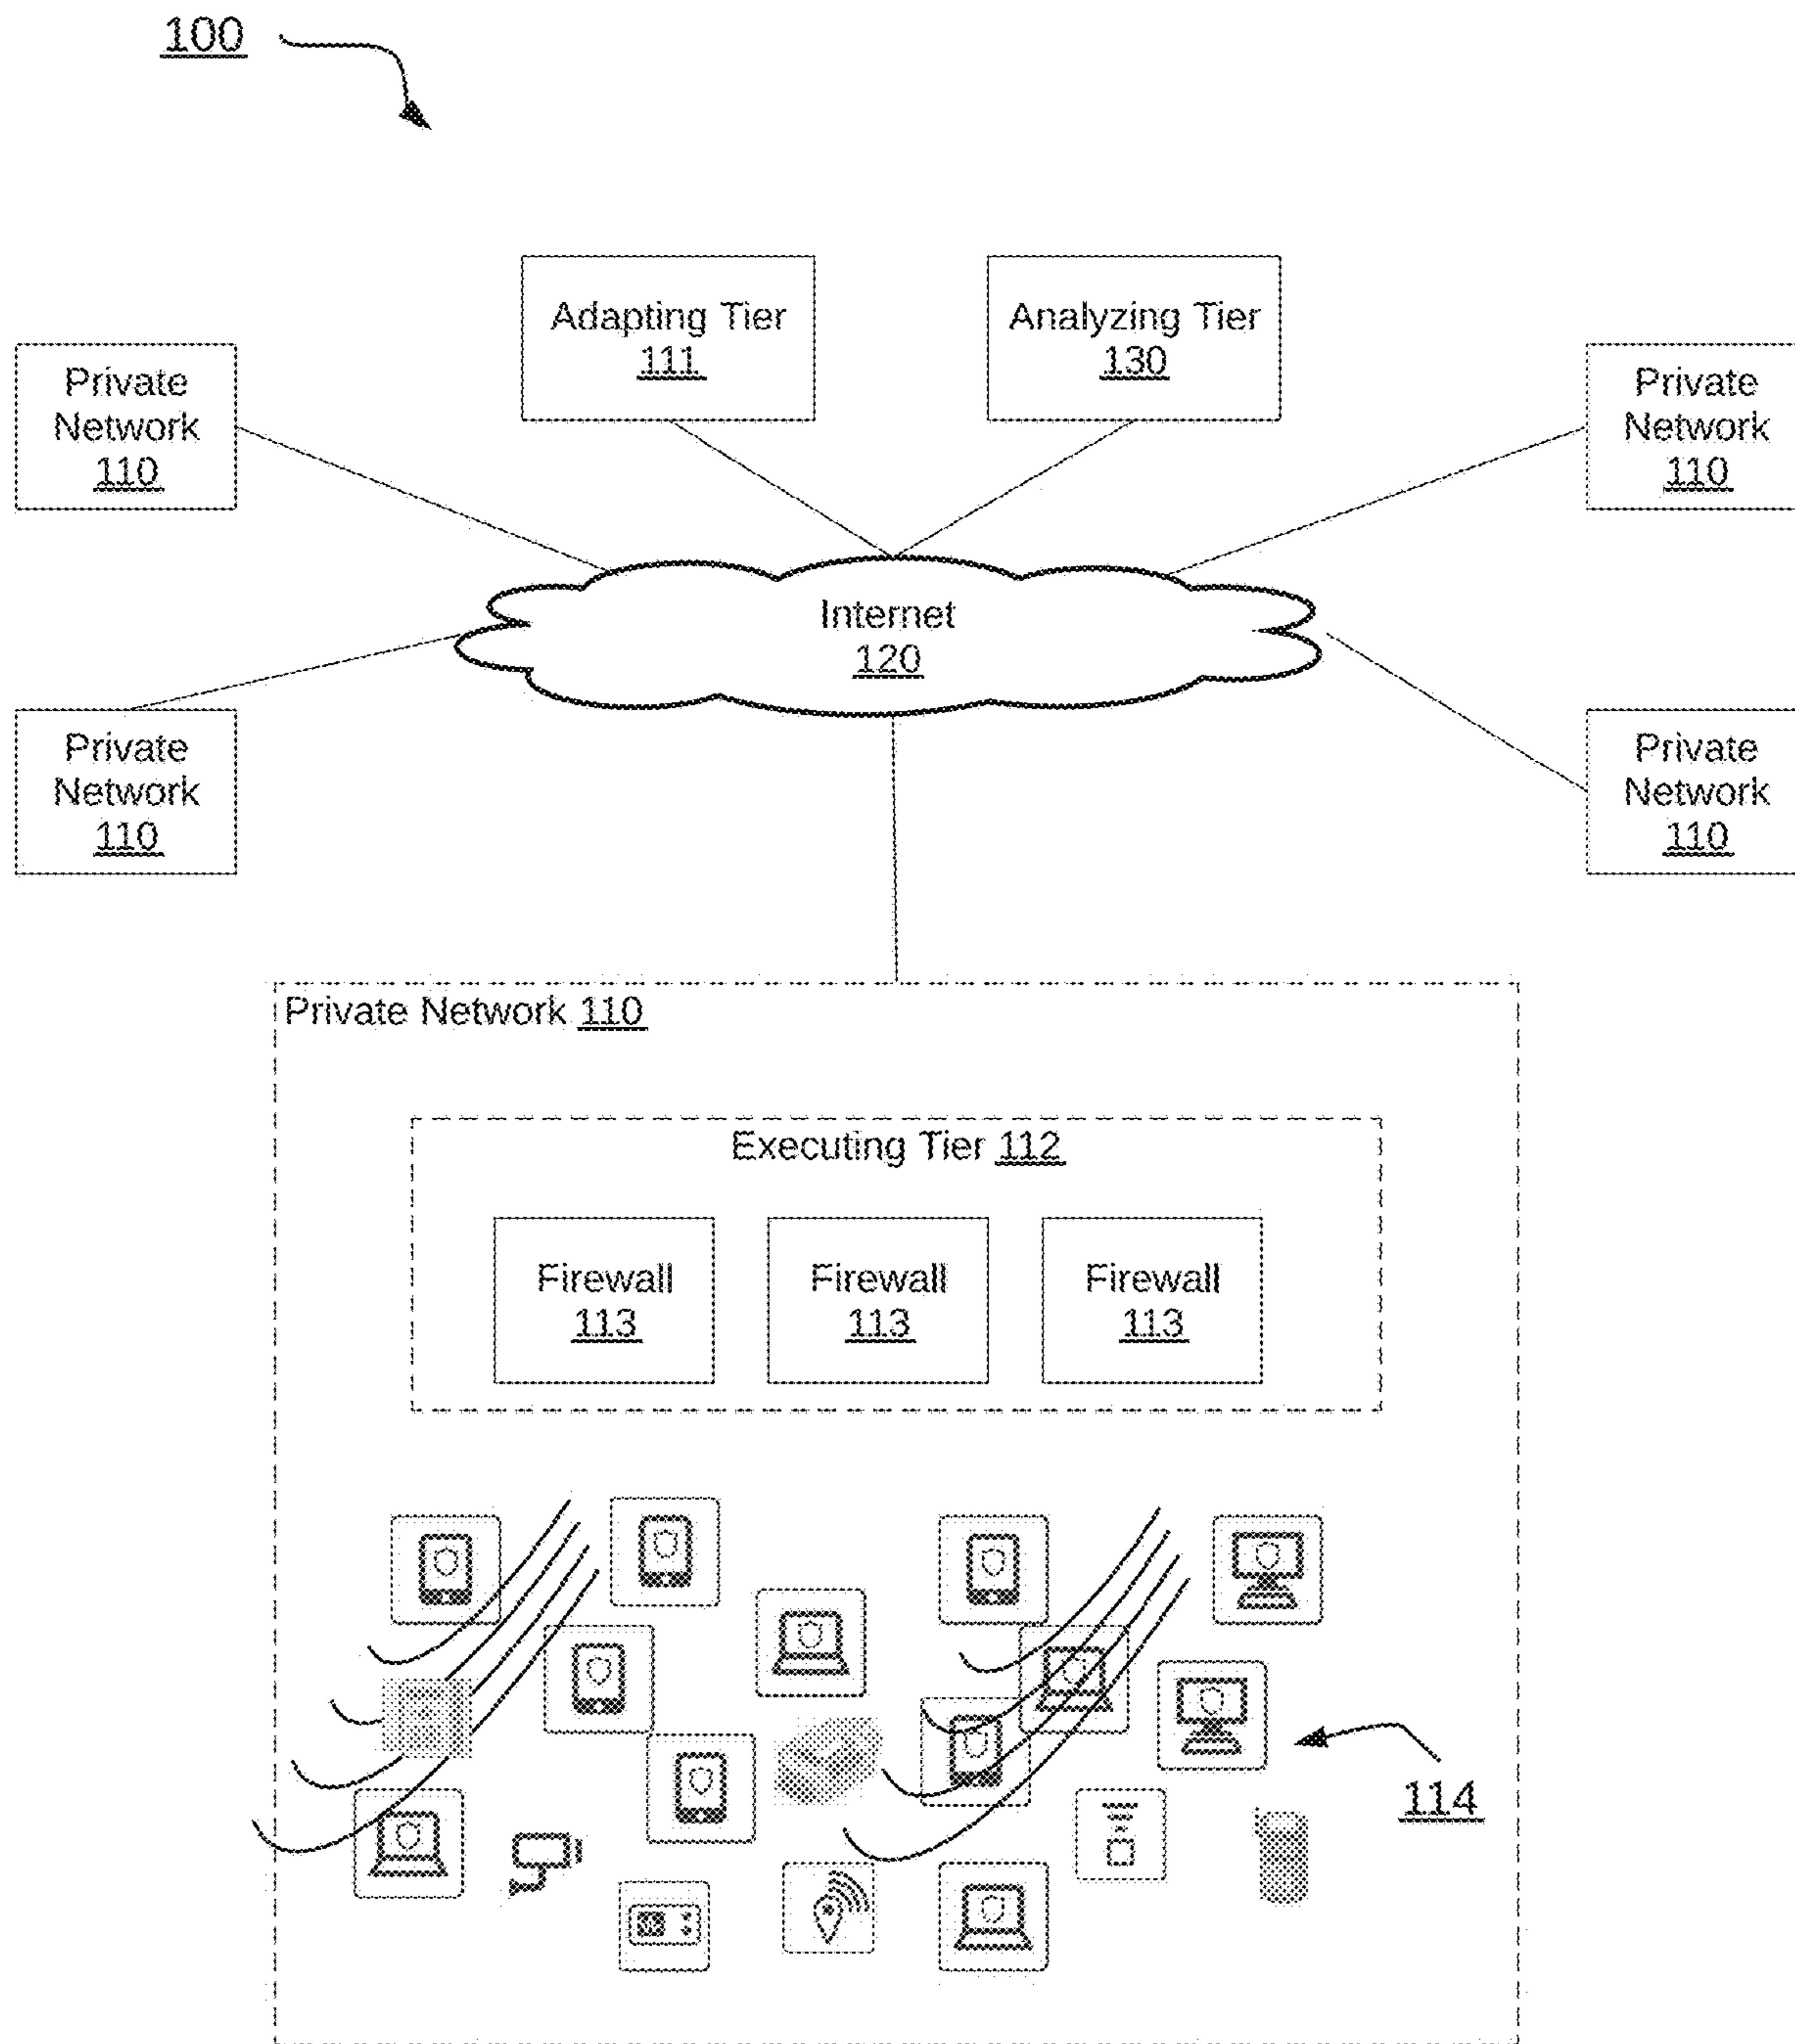 100
Adapting Tier
111
Analyzing Tier
130
Private
Network
110
Private
Network
110
Internet
120
Private
Network
110
Private
Network
110
Private Network 110
Executing Tier 112
Firewall
113
Firewall
113
Firewall
113
114